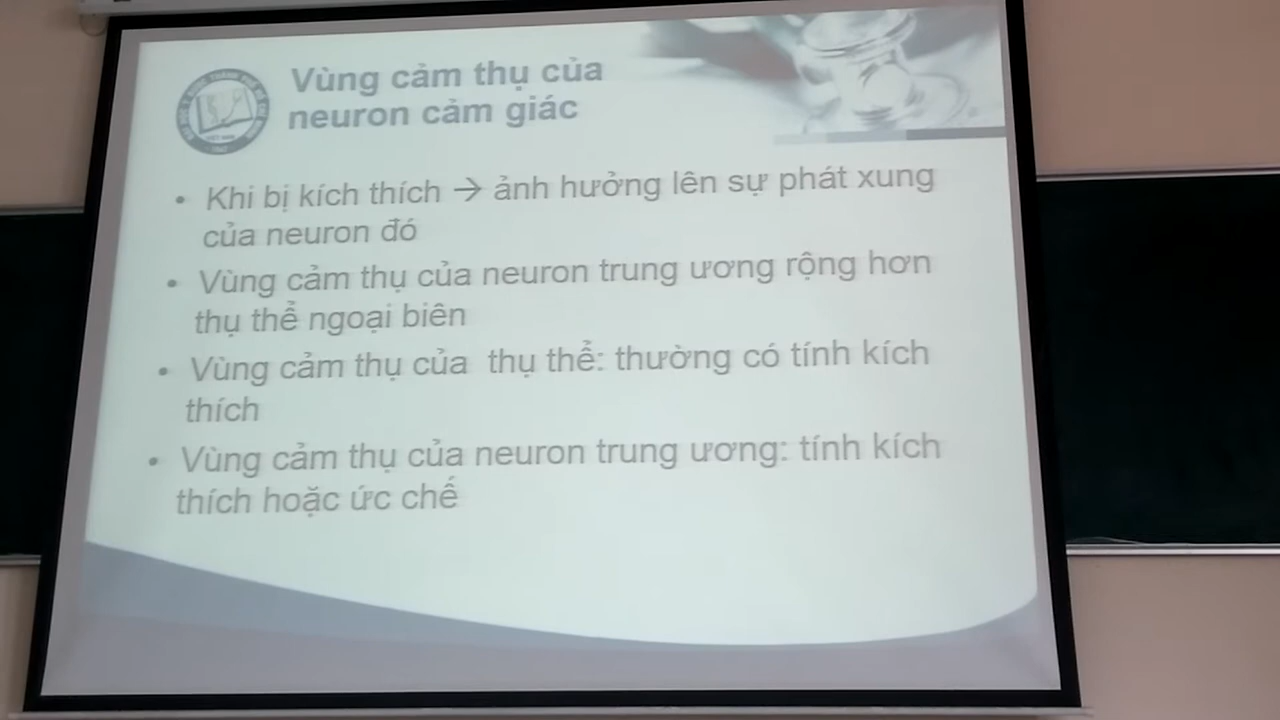 Vùng cảm thụ của
neuron cảm giác
• Khi bị kích thích → ảnh hưởng lên sự phát xung
của neuron đó
• Vùng cảm thụ của neuron trung ương rộng hơn
thụ thể ngoại biên
• Vùng cảm thụ của thụ thể: thường có tính kích
thích
• Vùng cảm thụ của neuron trung ương: tính kích
thích hoặc ức chế